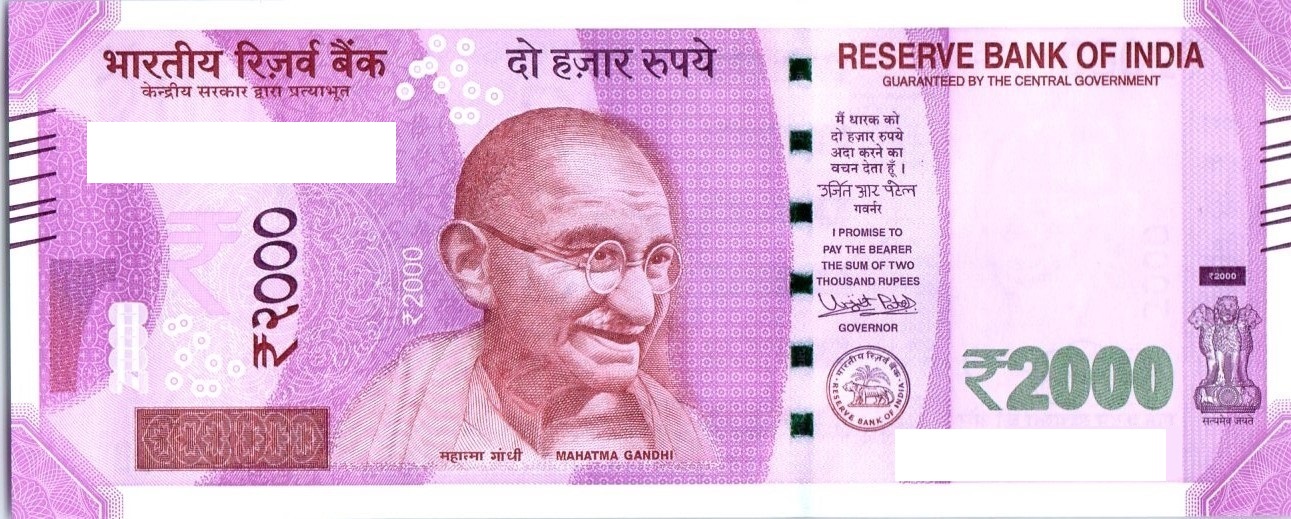 भारतीय रिज़र्व बैंक
केन्द्रीय सरकार द्वारा प्रत्याभूत
दो हज़ार रुपये
RESERVE BANK OF INDIA
GUARANTEED BY THE CENTRAL GOVERNMENT
मैं धारक को
दो हज़ार रुपये
अदा करने का
वचन देता हूँ ।
उर्जित आर पटेल
गवर्नर
I PROMISE TO
PAY THE BEARER
THE SUM OF TWO
THOUSAND RUPEES
Urjit Patel
GOVERNOR
₹२०००
₹2000
₹
₹2000
₹2000
सत्यमेव जयते
भारतीय रिज़र्व बैंक
RESERVE BANK OF INDIA
महात्मा गांधी
MAHATMA GANDHI